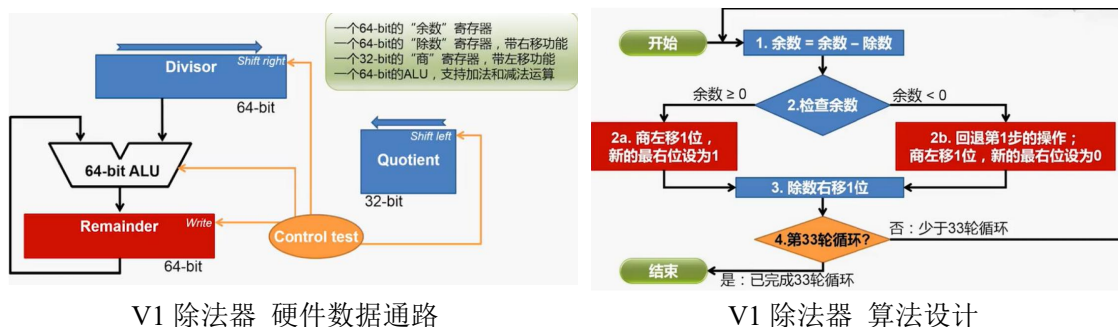 Divisor
Shift right
64-bit
一个64-bit的“余数”寄存器
一个64-bit的“除数”寄存器，带右移功能
一个32-bit的“商”寄存器，带左移功能
一个64-bit的ALU，支持加法和减法运算
64-bit ALU
Shift left
Quotient
32-bit
Remainder
Write
64-bit
Control test
V1 除法器 硬件数据通路
开始
1. 余数 = 余数 – 除数
余数 ≥ 0
2.检查余数
余数 < 0
2a. 商左移1位，
新的最右位设为1
2b. 回退第1步的操作；
商左移1位，新的最右位设为0
3. 除数右移1位
4.第33轮循环?
否：少于33轮循环
结束
是：已完成33轮循环
V1 除法器 算法设计